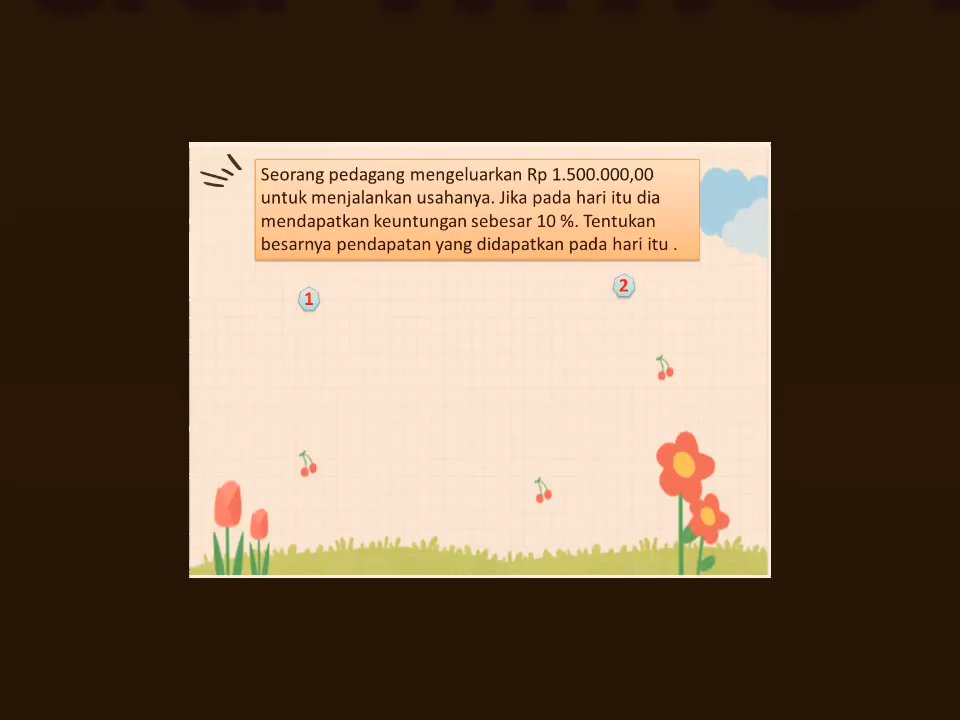 Seorang pedagang mengeluarkan Rp 1.500.000,00
untuk menjalankan usahanya. Jika pada hari itu dia
mendapatkan keuntungan sebesar 10 %. Tentukan
besarnya pendapatan yang didapatkan pada hari itu .
1
2